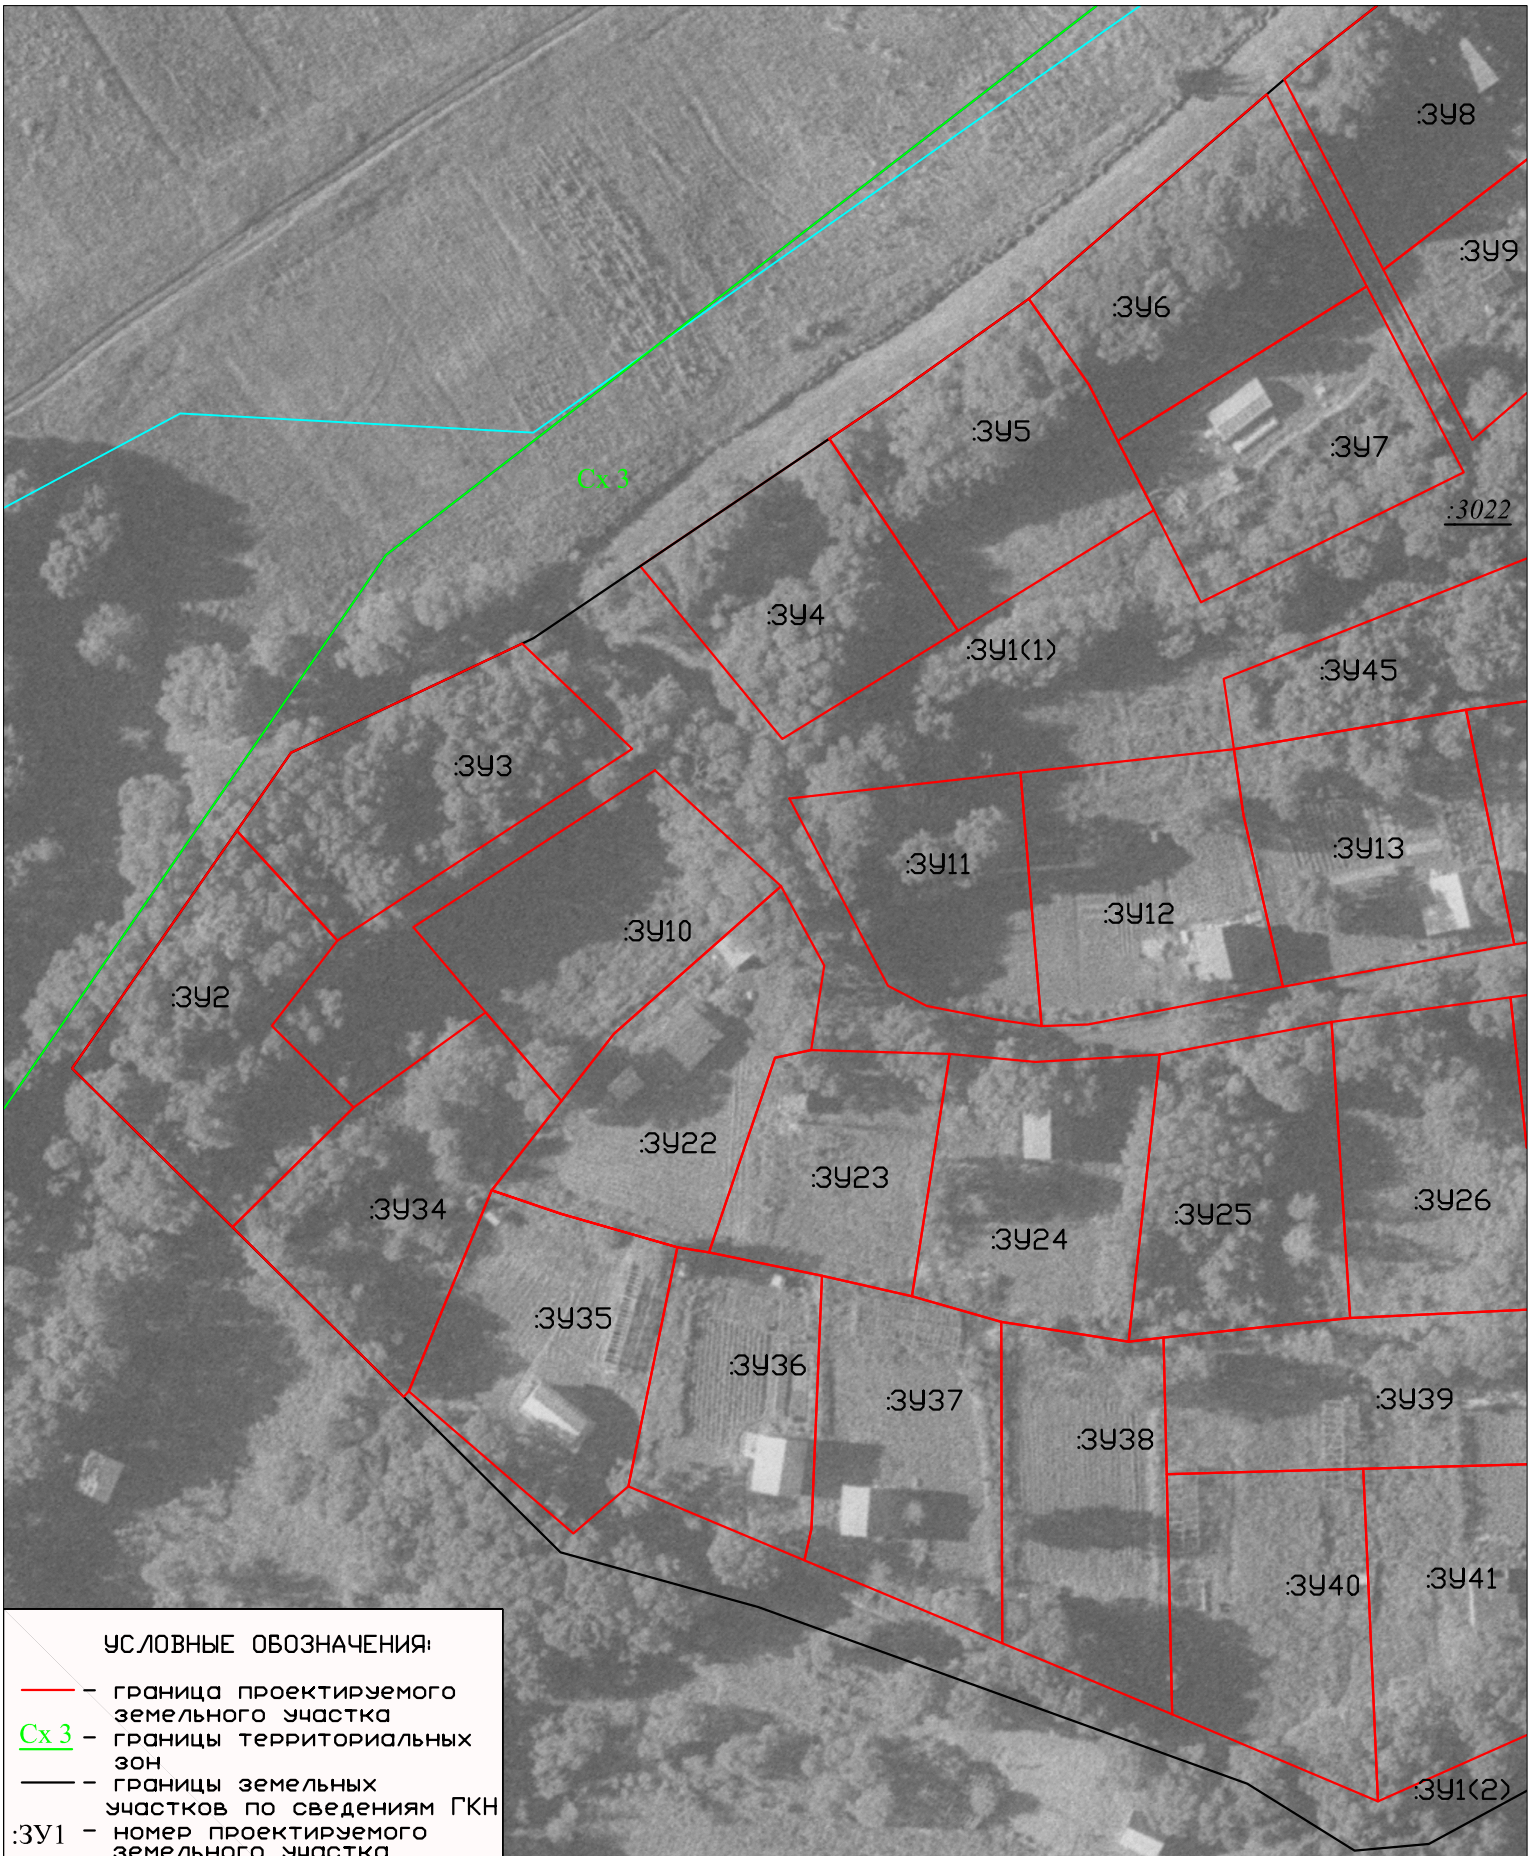 :ЗУ8
:ЗУ9
:ЗУ6
:ЗУ5
:ЗУ7
Сх 3
:3022
:ЗУ4
:ЗУ1(1)
:ЗУ45
:ЗУ3
:ЗУ11
:ЗУ13
:ЗУ12
:ЗУ10
:ЗУ2
:ЗУ22
:ЗУ23
:ЗУ34
:ЗУ25
:ЗУ26
:ЗУ24
:ЗУ35
:ЗУ36
:ЗУ37
:ЗУ39
:ЗУ38
:ЗУ40
:ЗУ41
:ЗУ1(2)
УСЛОВНЫЕ ОБОЗНАЧЕНИЯ:
- граница проектируемого
земельного участка
Сх 3 - границы территориальных
зон
- границы земельных
участков по сведениям ГКН
:ЗУ1 - номер проектируемого
земельного участка